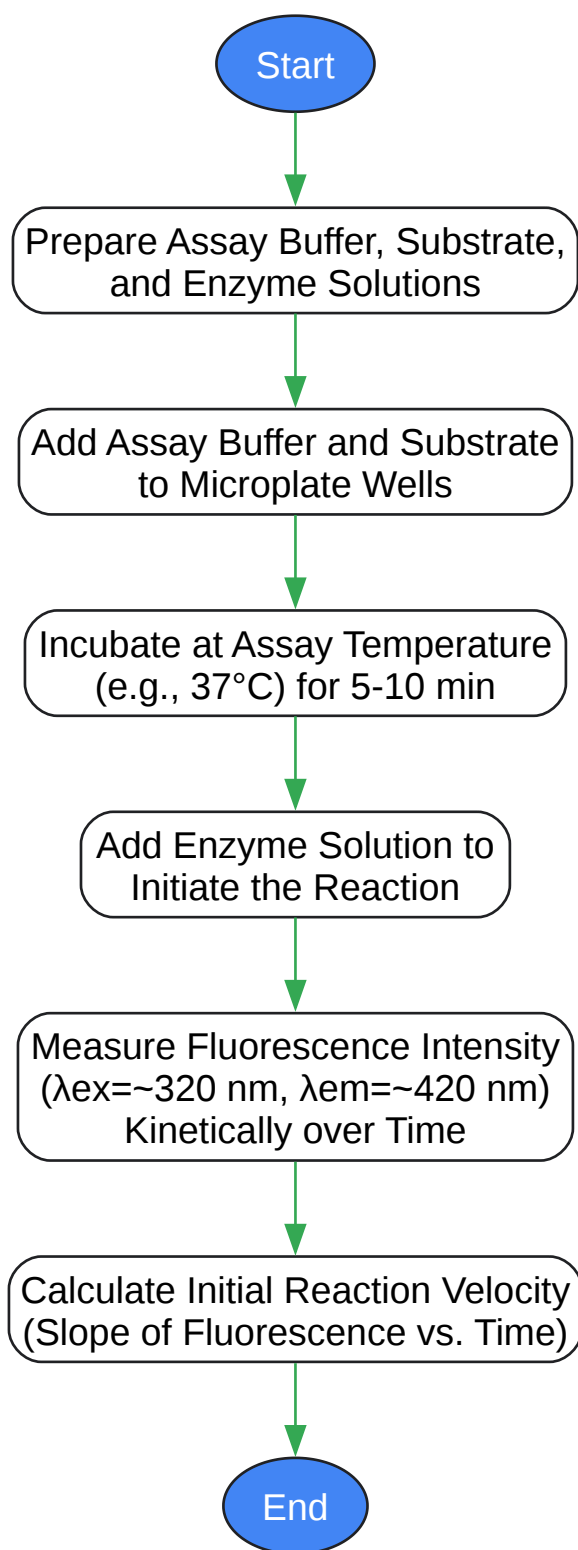 Start
Prepare Assay Buffer, Substrate,
and Enzyme Solutions
Add Assay Buffer and Substrate
to Microplate Wells
Incubate at Assay Temperature
(e.g., 37°C) for 5-10 min
Add Enzyme Solution to
Initiate the Reaction
Measure Fluorescence Intensity
(λex=~320 nm, λem=~420 nm)
Kinetically over Time
Calculate Initial Reaction Velocity
(Slope of Fluorescence vs. Time)
End